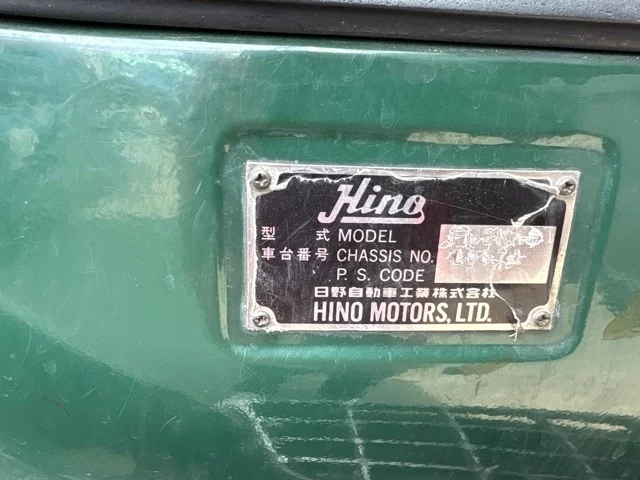 Hino
型 式 MODEL
車台番号 CHASSIS NO.
P. S. CODE
日野自動車工業株式会社
HINO MOTORS, LTD.